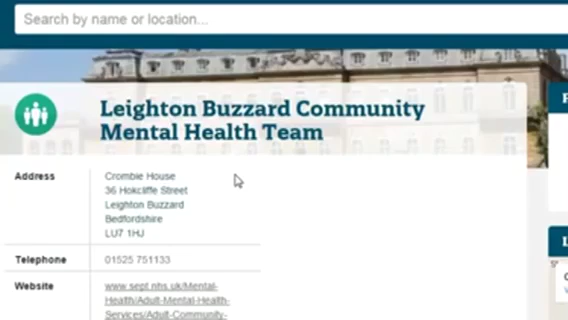 Search by name or location...
Leighton Buzzard Community
Mental Health Team
Address
Crombie House
36 Hokcliffe Street
Leighton Buzzard
Bedfordshire
LU7 1HJ
Telephone
01525 751133
Website
www.sept.nhs.uk/Mental-
Health/Adult-Mental-Health-
Services/Adult-Community-